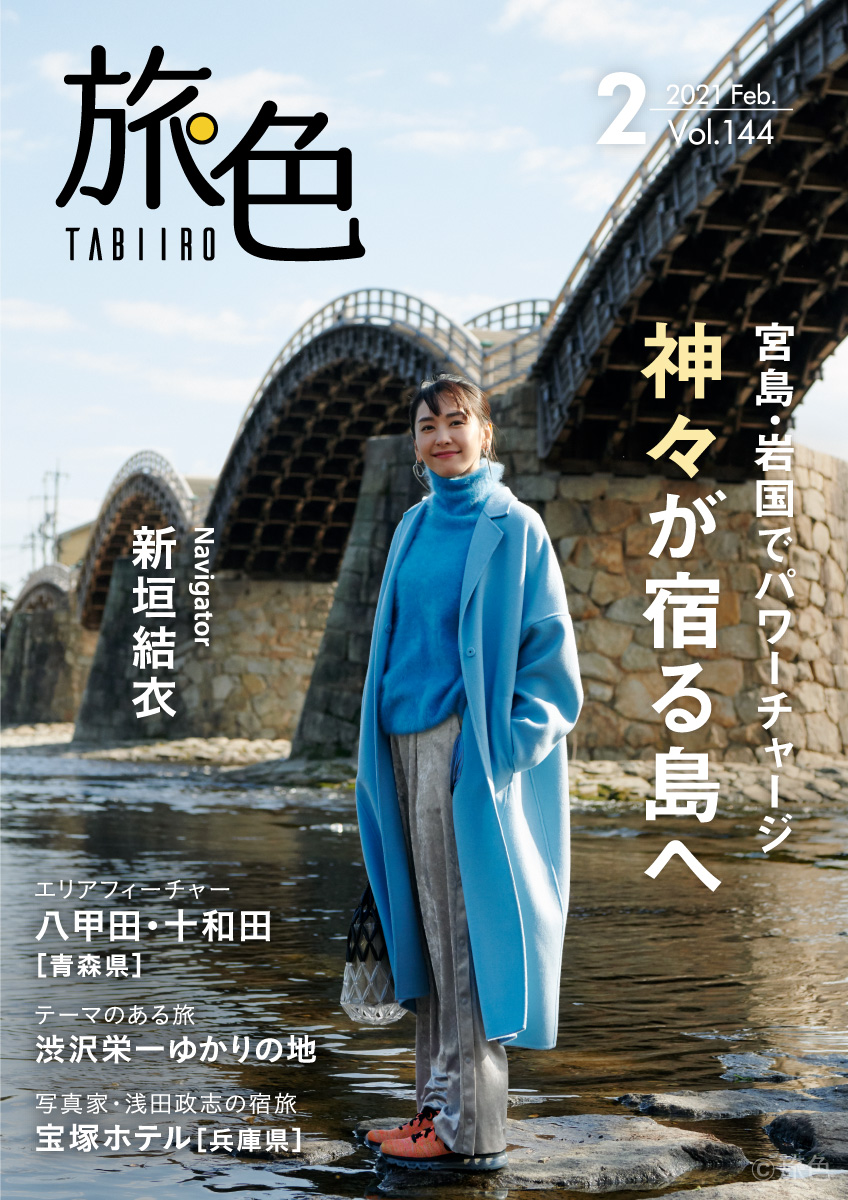 旅色
TABIIRO
2
2021 Feb.
Vol.144
宮島・岩国でパワーチャージ
神々が宿る島へ
Navigator
新垣結衣
エリアフィーチャー
八甲田・十和田
[青森県]
テーマのある旅
渋沢栄一ゆかりの地
写真家・浅田政志の宿旅
宝塚ホテル[兵庫県]
©旅色